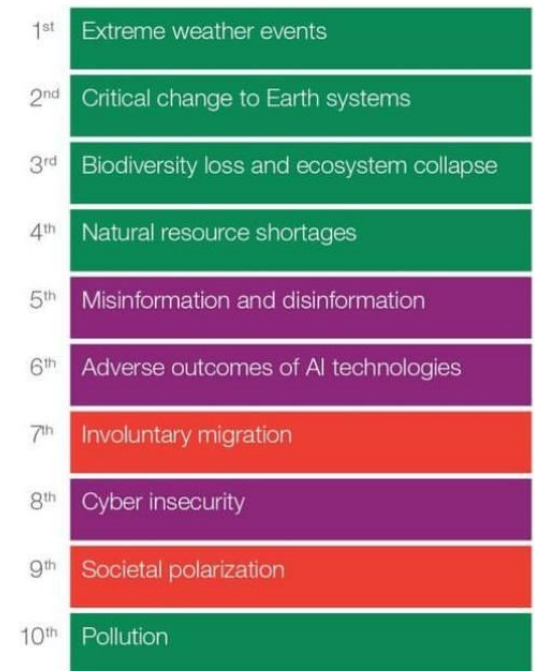 1st Extreme weather events
2nd Critical change to Earth systems
3rd Biodiversity loss and ecosystem collapse
4th Natural resource shortages
5th Misinformation and disinformation
6th Adverse outcomes of AI technologies
7th Involuntary migration
8th Cyber insecurity
9th Societal polarization
10th Pollution